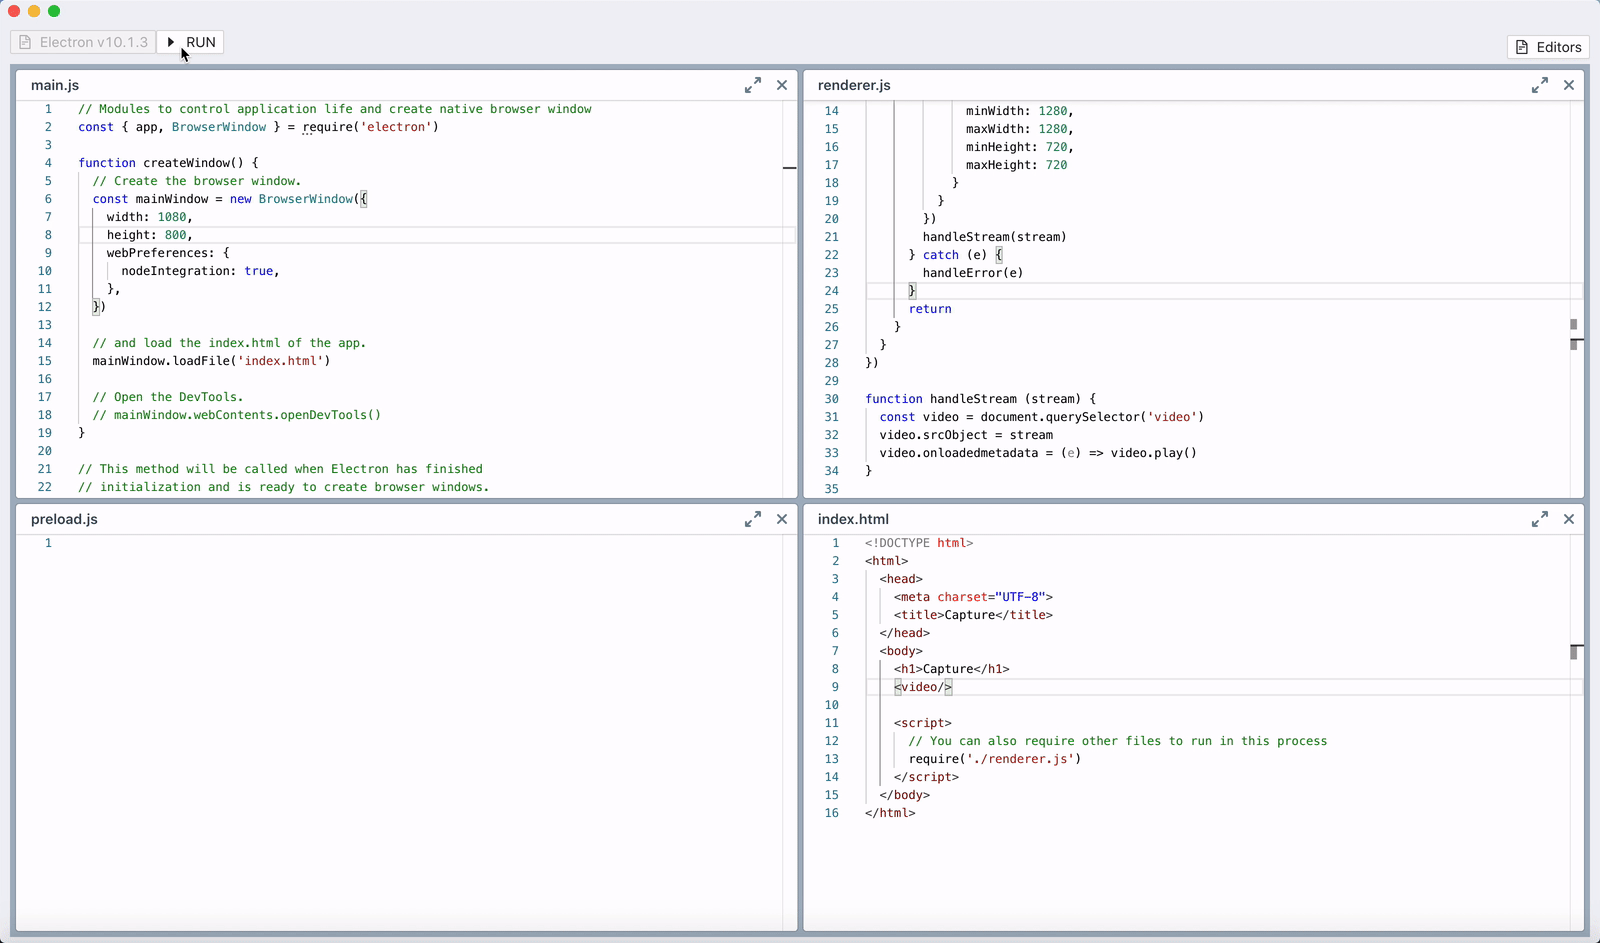 Electron v10.1.3
RUN
Editors
main.js
1 // Modules to control application life and create native browser window
2 const { app, BrowserWindow } = require('electron')
3
4 function createWindow() {
5 // Create the browser window.
6 const mainWindow = new BrowserWindow({
7 width: 1080,
8 height: 800,
9 webPreferences: {
10 nodeIntegration: true,
11 },
12 })
13
14 // and load the index.html of the app.
15 mainWindow.loadFile('index.html')
16
17 // Open the DevTools.
18 // mainWindow.webContents.openDevTools()
19 }
20
21 // This method will be called when Electron has finished
22 // initialization and is ready to create browser windows.
renderer.js
14 minWidth: 1280,
15 maxWidth: 1280,
16 minHeight: 720,
17 maxHeight: 720
18 }
19 }
20 })
21 handleStream(stream)
22 } catch (e) {
23 handleError(e)
24 }
25 return
26 }
27 }
28 })
29
30 function handleStream (stream) {
31 const video = document.querySelector('video')
32 video.srcObject = stream
33 video.onloadedmetadata = (e) => video.play()
34 }
35
preload.js
1
index.html
1 <!DOCTYPE html>
2 <html>
3 <head>
4 <meta charset="UTF-8">
5 <title>Capture</title>
6 </head>
7 <body>
8 <h1>Capture</h1>
9 <video/>
10
11 <script>
12 // You can also require other files to run in this process
13 require('./renderer.js')
14 </script>
15 </body>
16 </html>